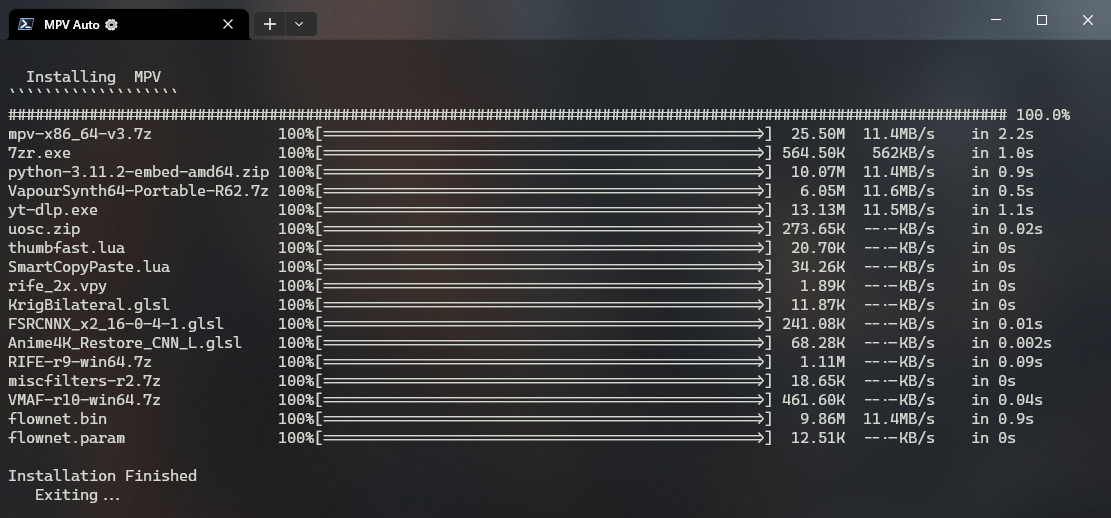 MPV Auto ⚙
Installing  MPV
```````````````````
############################################################################################################### 100.0%
mpv-x86_64-v3.7z 100%[================================================>] 25.50M 11.4MB/s in 2.2s
7zr.exe 100%[================================================>] 564.50K 562KB/s in 1.0s
python-3.11.2-embed-amd64.zip 100%[================================================>] 10.07M 11.4MB/s in 0.9s
VapourSynth64-Portable-R62.7z 100%[================================================>] 6.05M 11.6MB/s in 0.5s
yt-dlp.exe 100%[================================================>] 13.13M 11.5MB/s in 1.1s
uosc.zip 100%[================================================>] 273.65K --.-KB/s in 0.02s
thumbfast.lua 100%[================================================>] 20.70K --.-KB/s in 0s
SmartCopyPaste.lua 100%[================================================>] 34.26K --.-KB/s in 0s
rife_2x.vpy 100%[================================================>] 1.89K --.-KB/s in 0s
KrigBilateral.glsl 100%[================================================>] 11.87K --.-KB/s in 0s
FSRCNNX_x2_16-0-4-1.glsl 100%[================================================>] 241.08K --.-KB/s in 0.01s
Anime4K_Restore_CNN_L.glsl 100%[================================================>] 68.28K --.-KB/s in 0.002s
RIFE-r9-win64.7z 100%[================================================>] 1.11M --.-KB/s in 0.09s
miscfilters-r2.7z 100%[================================================>] 18.65K --.-KB/s in 0s
VMAF-r10-win64.7z 100%[================================================>] 461.60K --.-KB/s in 0.04s
flownet.bin 100%[================================================>] 9.86M 11.4MB/s in 0.9s
flownet.param 100%[================================================>] 12.51K --.-KB/s in 0s
Installation Finished
Exiting...